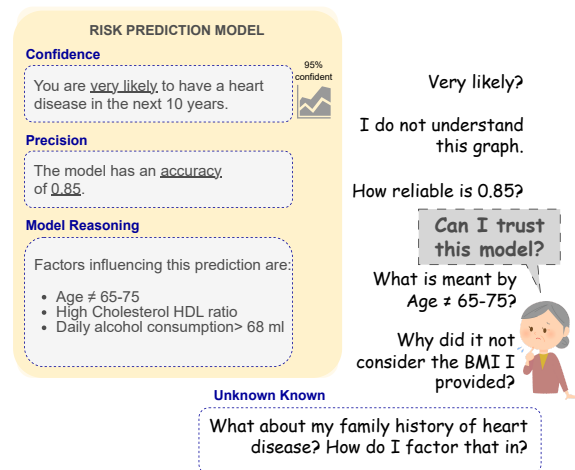 RISK PREDICTION MODEL
Confidence
You are very likely to have a heart
disease in the next 10 years.
95%
confident
Precision
The model has an accuracy
of 0.85.
Model Reasoning
Factors influencing this prediction are:
• Age ≠ 65-75
• High Cholesterol HDL ratio
• Daily alcohol consumption> 68 ml
Very likely?
I do not understand
this graph.
How reliable is 0.85?
Can I trust
this model?
What is meant by
Age ≠ 65-75?
Why did it not
consider the BMI I
provided?
Unknown Known
What about my family history of heart
disease? How do I factor that in?